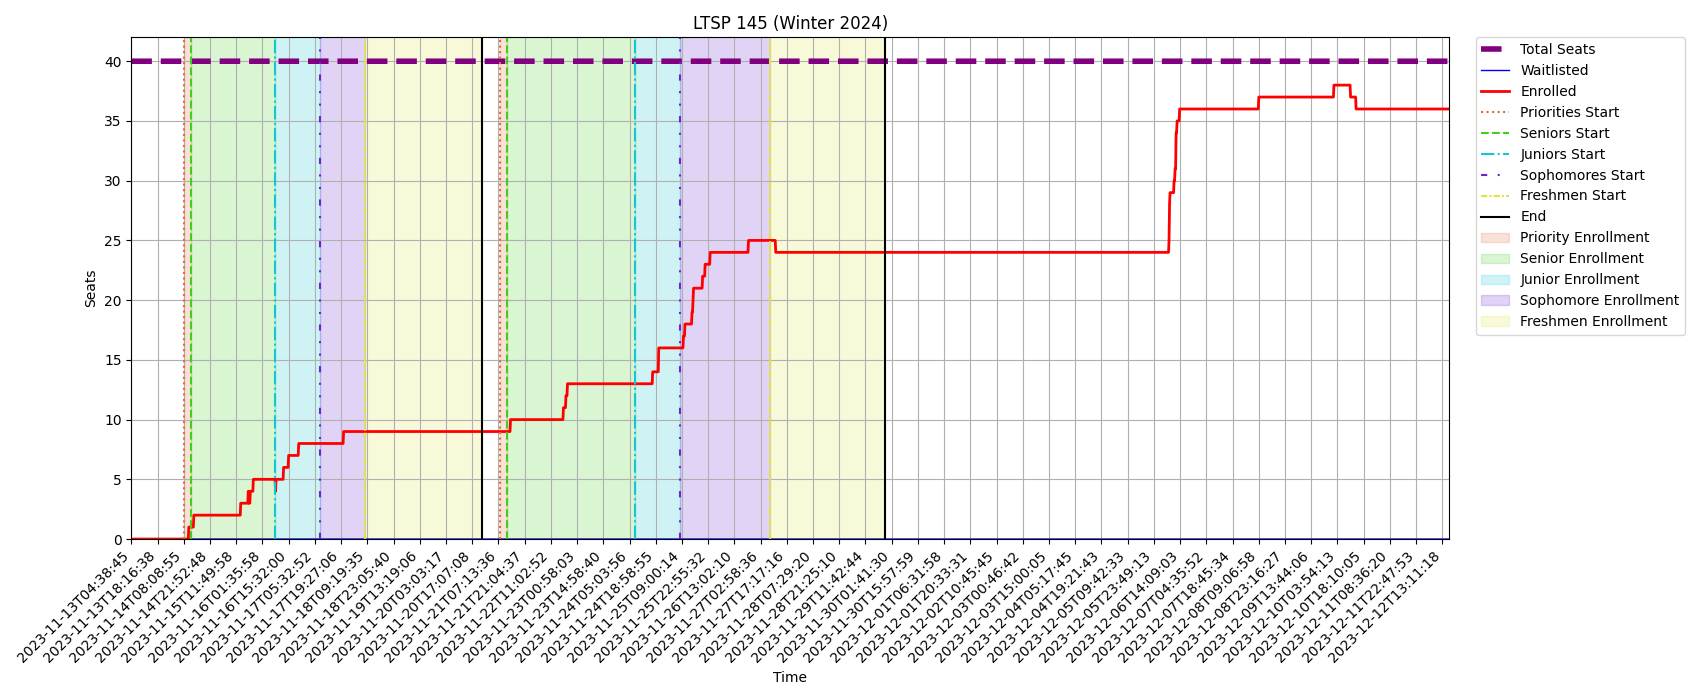 LTSP 145 (Winter 2024)
Seats
40
35
30
25
20
15
10
5
0
2023-11-13T04:38:45
2023-11-13T18:16:38
2023-11-14T08:08:55
2023-11-14T21:52:48
2023-11-15T11:49:58
2023-11-16T01:35:58
2023-11-16T15:32:00
2023-11-17T05:32:52
2023-11-17T19:27:06
2023-11-18T09:19:35
2023-11-18T23:05:40
2023-11-19T13:19:06
2023-11-20T03:03:17
2023-11-21T07:07:08
2023-11-21T07:13:36
2023-11-21T21:04:37
2023-11-22T11:02:52
2023-11-23T00:58:03
2023-11-23T14:58:40
2023-11-24T05:03:56
2023-11-24T18:58:55
2023-11-25T09:00:14
2023-11-25T22:55:32
2023-11-26T13:02:10
2023-11-27T02:58:36
2023-11-27T17:17:16
2023-11-28T07:29:20
2023-11-28T21:25:10
2023-11-29T11:42:44
2023-11-30T01:41:30
2023-11-30T15:57:59
2023-12-01T06:31:58
2023-12-01T20:33:31
2023-12-02T10:45:45
2023-12-03T00:46:42
2023-12-03T15:00:05
2023-12-04T05:17:45
2023-12-04T19:21:43
2023-12-05T09:42:33
2023-12-05T23:49:13
2023-12-06T14:09:03
2023-12-07T04:35:52
2023-12-07T18:45:34
2023-12-08T09:06:58
2023-12-08T23:16:27
2023-12-09T13:44:06
2023-12-10T03:54:13
2023-12-10T18:10:05
2023-12-11T08:36:20
2023-12-11T22:47:53
2023-12-12T13:11:18
Time
Total Seats
Waitlisted
Enrolled
Priorities Start
Seniors Start
Juniors Start
Sophomores Start
Freshmen Start
End
Priority Enrollment
Senior Enrollment
Junior Enrollment
Sophomore Enrollment
Freshmen Enrollment